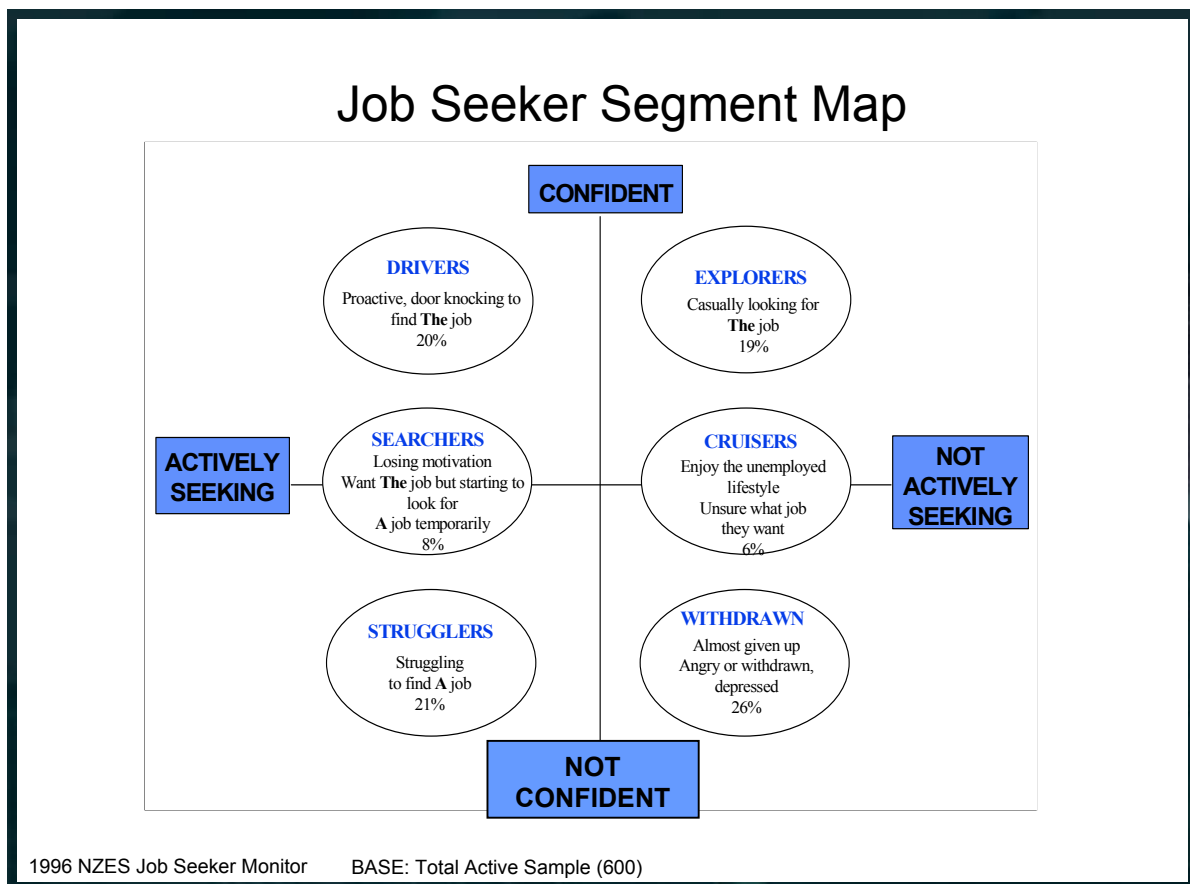 Job Seeker Segment Map
CONFIDENT
DRIVERS
Proactive, door knocking to
find The job
20%
EXPLORERS
Casually looking for
The job
19%
ACTIVELY
SEEKING
SEARCHERS
Losing motivation
Want The job but starting to
look for
A job temporarily
8%
CRUISERS
Enjoy the unemployed
lifestyle
Unsure what job
they want
6%
NOT
ACTIVELY
SEEKING
STRUGGLERS
Struggling
to find A job
21%
WITHDRAWN
Almost given up
Angry or withdrawn,
depressed
26%
NOT
CONFIDENT
1996 NZES Job Seeker Monitor BASE: Total Active Sample (600)